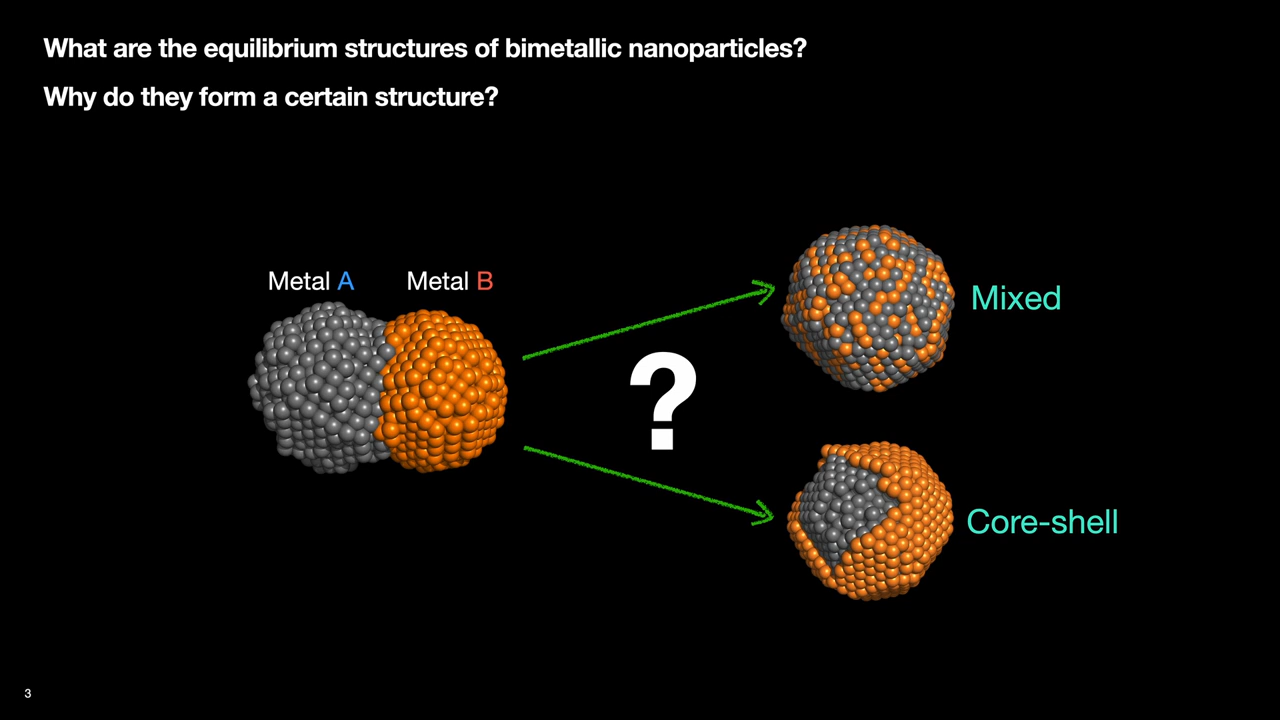 What are the equilibrium structures of bimetallic nanoparticles?
Why do they form a certain structure?
Metal A
Metal B
Mixed
?
Core-shell
3